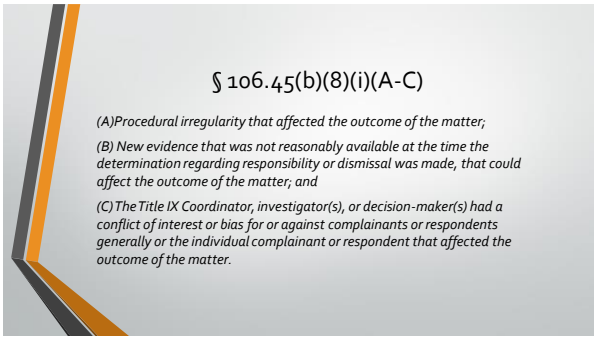 § 106.45(b)(8)(i)(A-C)
(A)Procedural irregularity that affected the outcome of the matter;
(B) New evidence that was not reasonably available at the time the
determination regarding responsibility or dismissal was made, that could
affect the outcome of the matter; and
(C)The Title IX Coordinator, investigator(s), or decision-maker(s) had a
conflict of interest or bias for or against complainants or respondents
generally or the individual complainant or respondent that affected the
outcome of the matter.